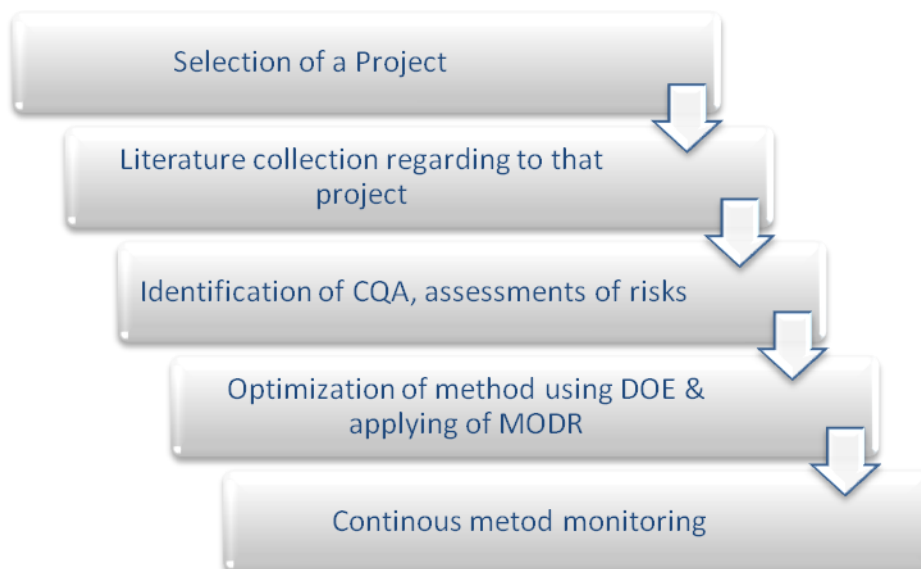 Selection of a Project
Literature collection regarding to that
project
Identification of CQA, assessments of risks
Optimization of method using DOE &
applying of MODR
Continous metod monitoring